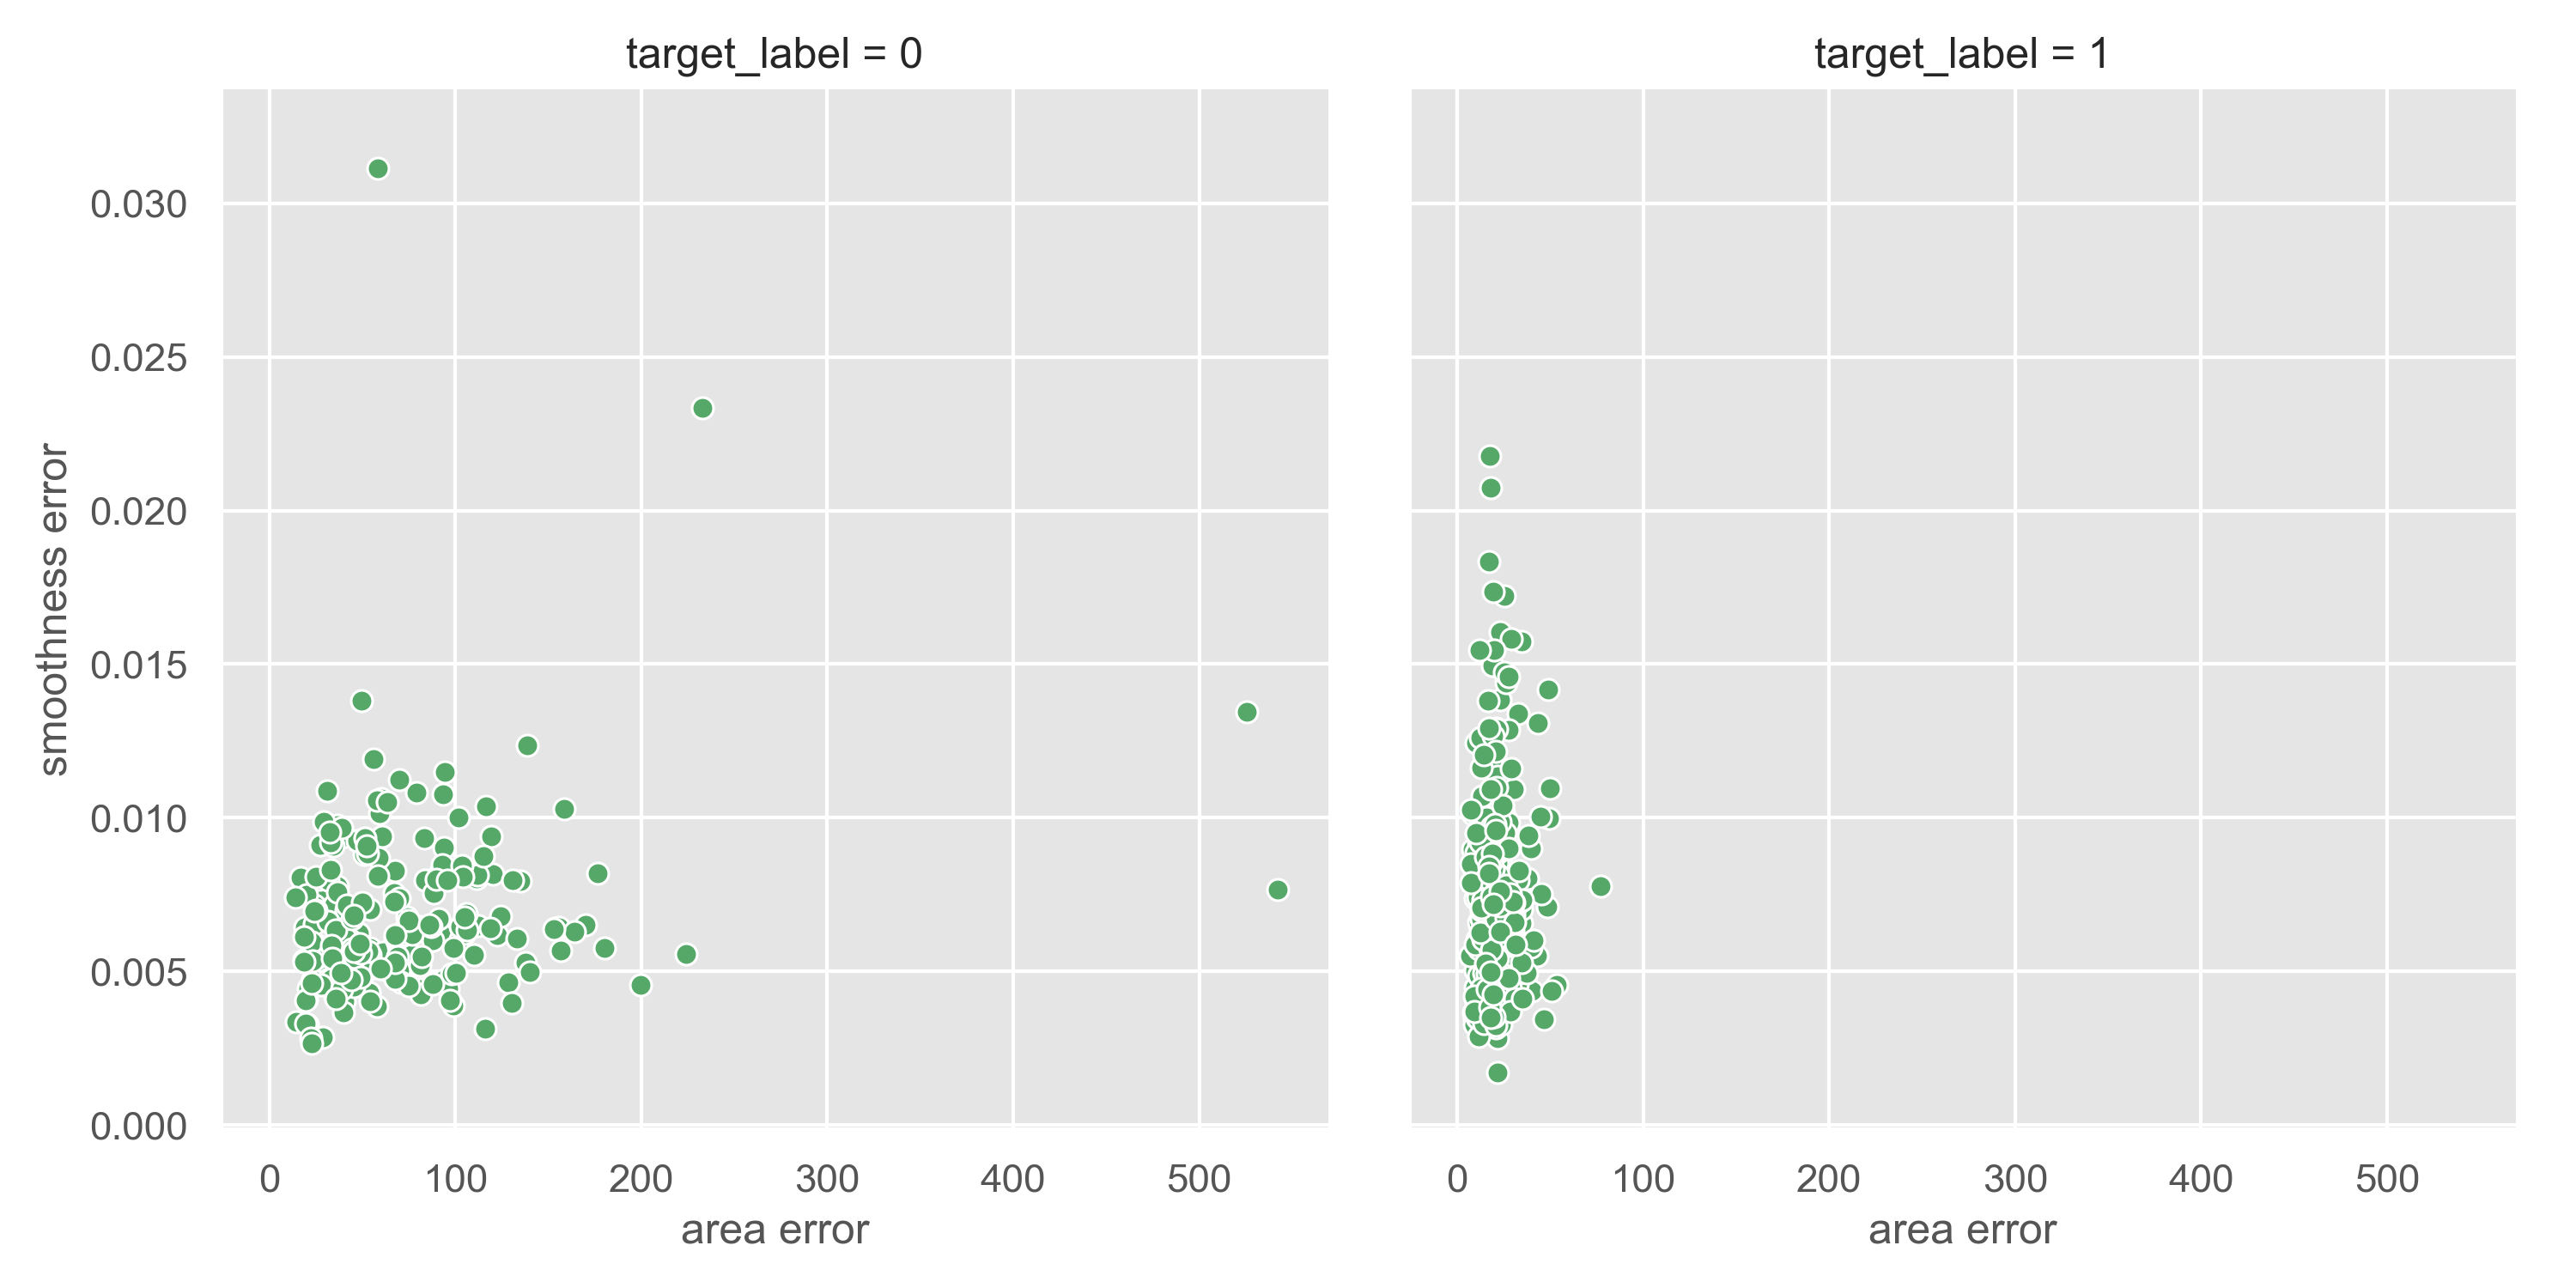 target_label = 0
target_label = 1
smoothness error
0.030
0.025
0.020
0.015
0.010
0.005
0.000
0 100 200 300 400 500
0 100 200 300 400 500
area error
area error